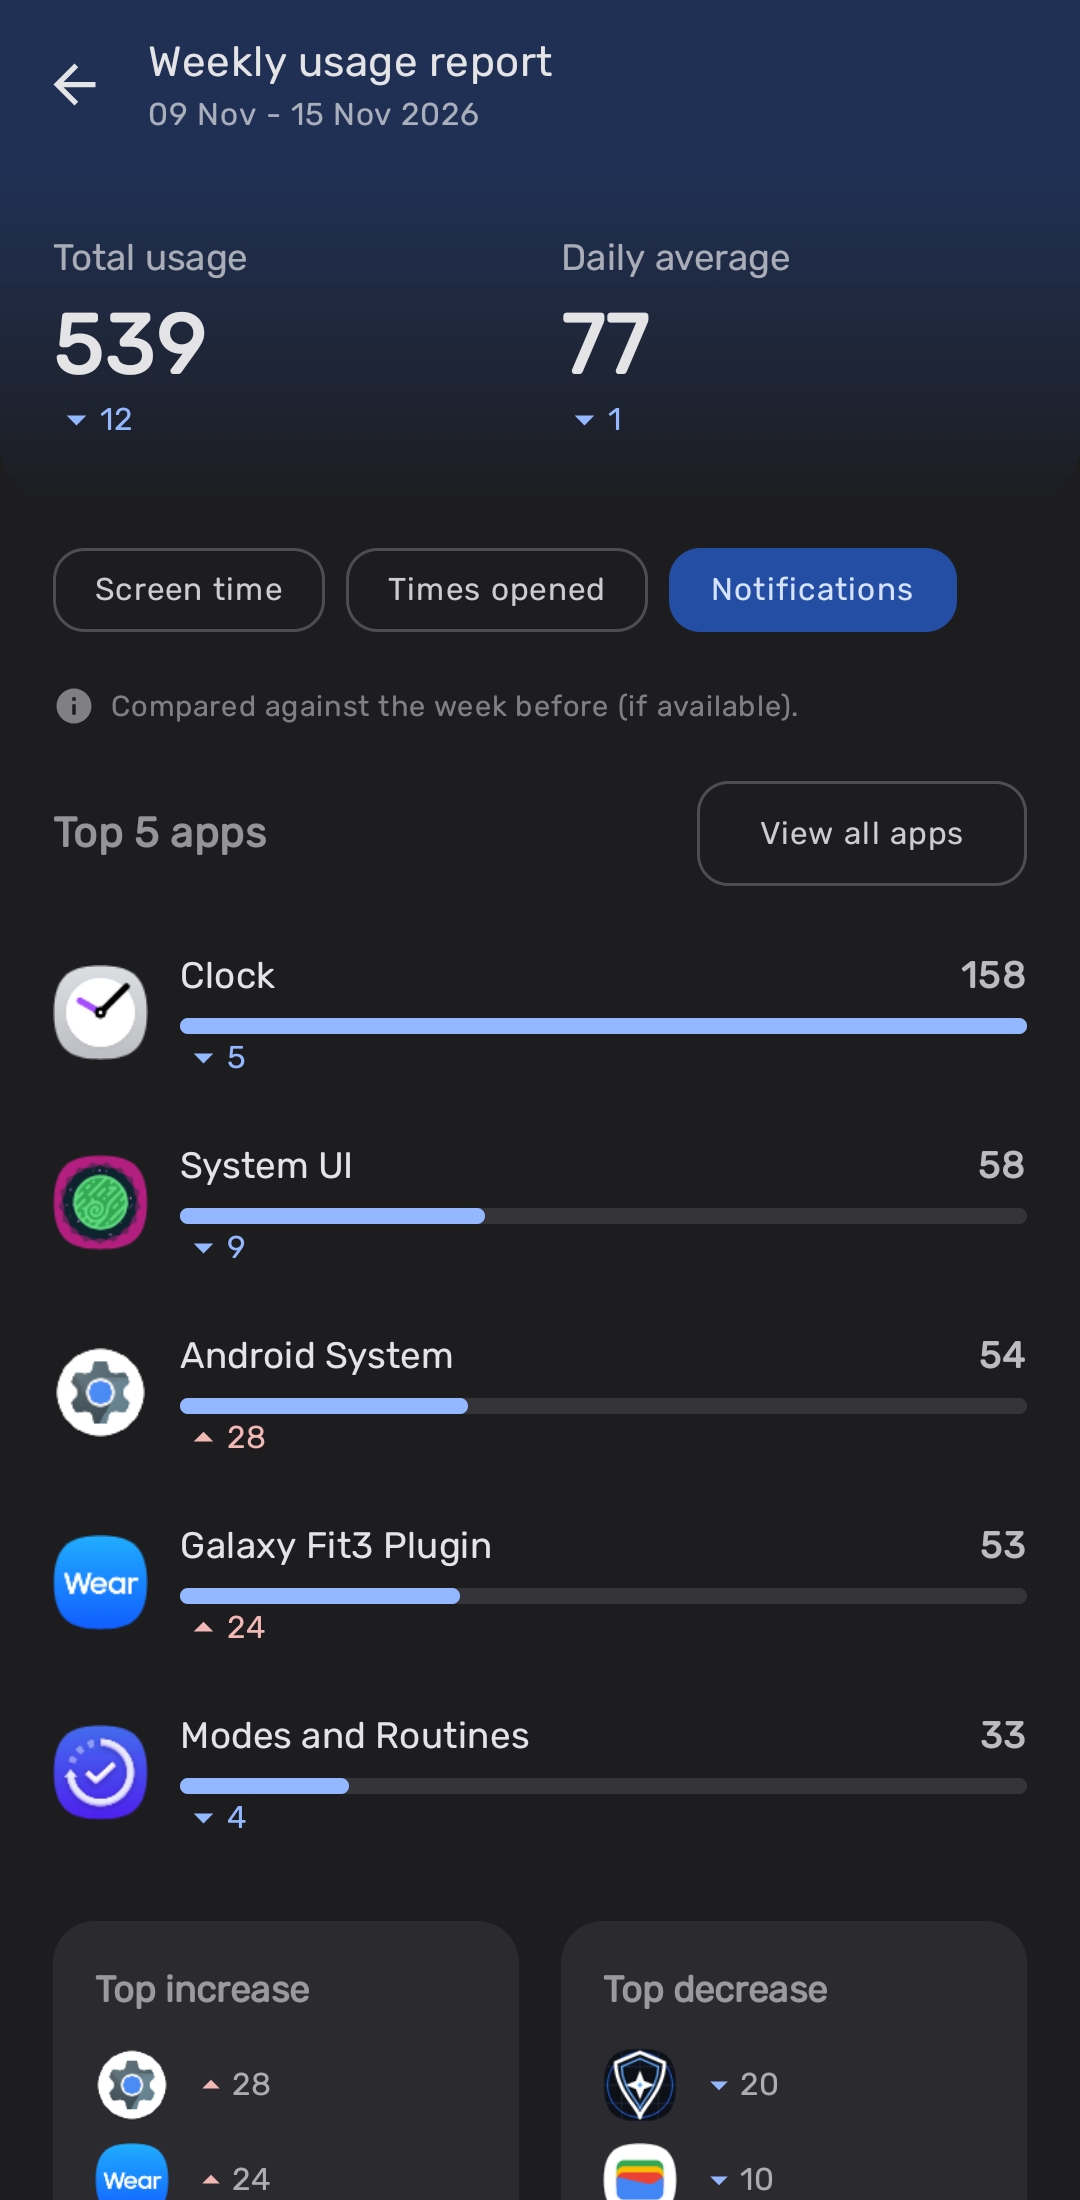 Weekly usage report
09 Nov - 15 Nov 2026
Total usage
Daily average
539
77
12
1
Screen time
Times opened
Notifications
Compared against the week before (if available).
Top 5 apps
View all apps
Clock
158
5
System UI
58
9
Android System
54
28
Wear
Galaxy Fit3 Plugin
53
24
Modes and Routines
33
4
Top increase
Top decrease
28
20
Wear
24
10